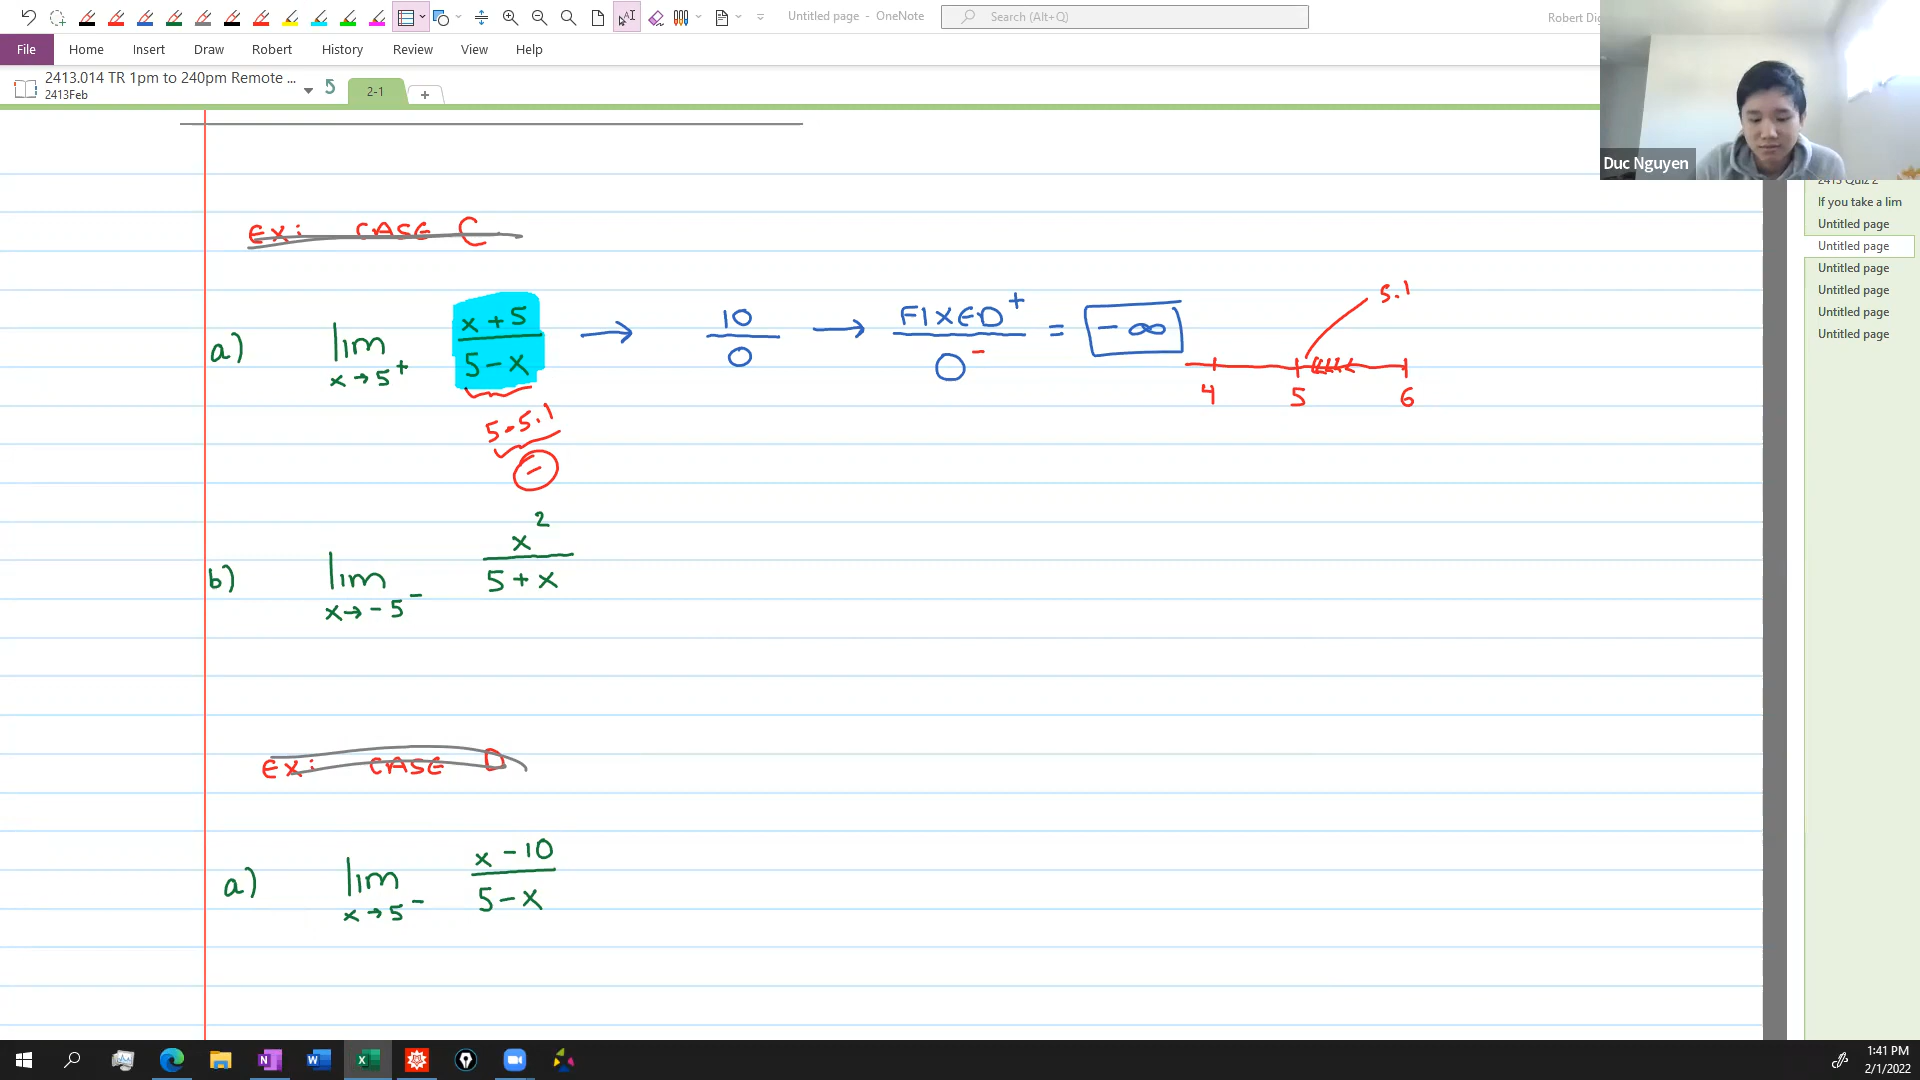 Untitled page - OneNote
Search (Alt+Q)
Robert Dig
File Home Insert Draw Robert History Review View Help
2413.014 TR 1pm to 240pm Remote ...
2413Feb
2-1
+
Duc Nguyen
2413 Quiz 2
If you take a lim
Untitled page
Untitled page
Untitled page
Untitled page
Untitled page
Untitled page
EX: CASE C
a) lim x→5⁺ (x+5)/(5-x) → 10/0 → FIXED⁺/0⁻ = -∞
5.1
4 5 6
5-5.1
-
b) lim x→-5⁻ x²/(5+x)
EX: CASE D
a) lim x→5⁻ (x-10)/(5-x)
1:41 PM
2/1/2022